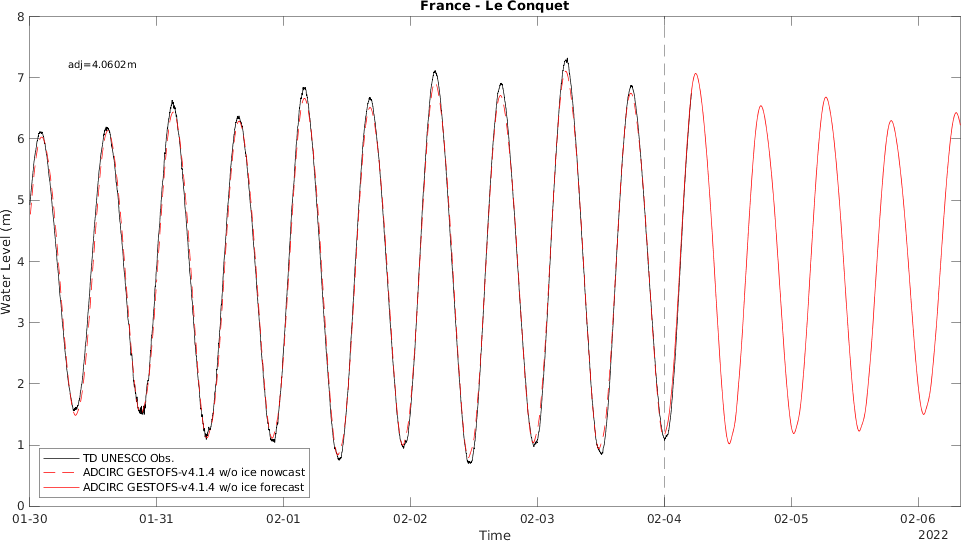 France - Le Conquet
adj=4.0602m
Water Level (m)
8
7
6
5
4
3
2
1
0
TD UNESCO Obs.
ADCIRC GESTOFS-v4.1.4 w/o ice nowcast
ADCIRC GESTOFS-v4.1.4 w/o ice forecast
01-30 01-31 02-01 02-02 02-03 02-04 02-05 02-06
Time
2022